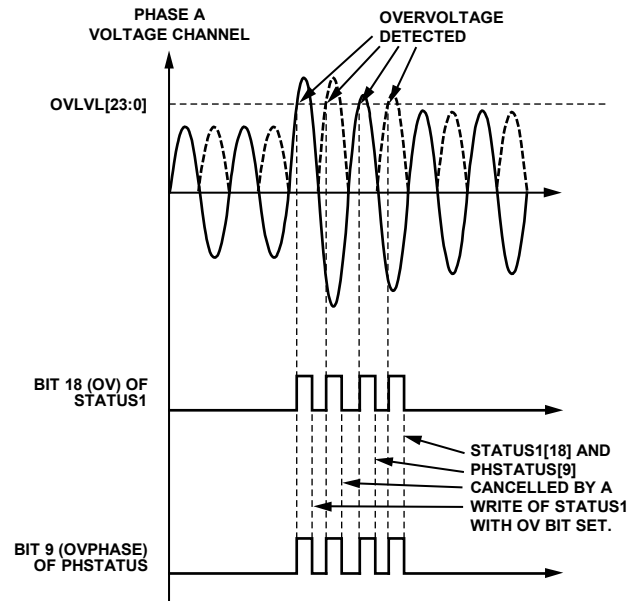 PHASE A
VOLTAGE CHANNEL
OVERVOLTAGE
DETECTED
OVLVL[23:0]
BIT 18 (OV) OF
STATUS1
STATUS1[18] AND
PHSTATUS[9]
CANCELLED BY A
WRITE OF STATUS1
WITH OV BIT SET.
BIT 9 (OVPHASE)
OF PHSTATUS